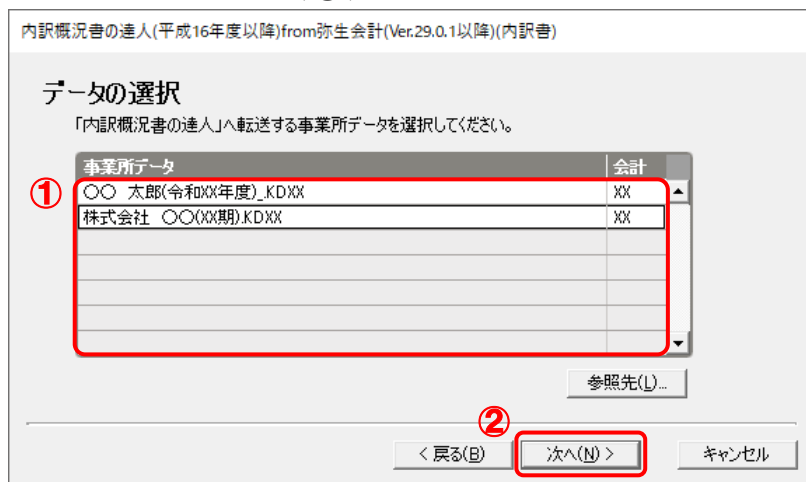 内訳概況書の達人(平成16年度以降)from弥生会計(Ver.29.0.1以降)(内訳書)
データの選択
「内訳概況書の達人」へ転送する事業所データを選択してください。
事業所データ 会計
① 〇〇 太郎(令和XX年度)_.KDXX XX
株式会社 〇〇(XX期).KDXX XX
参照先(L)...
②
< 戻る(B) 次へ(N) > キャンセル